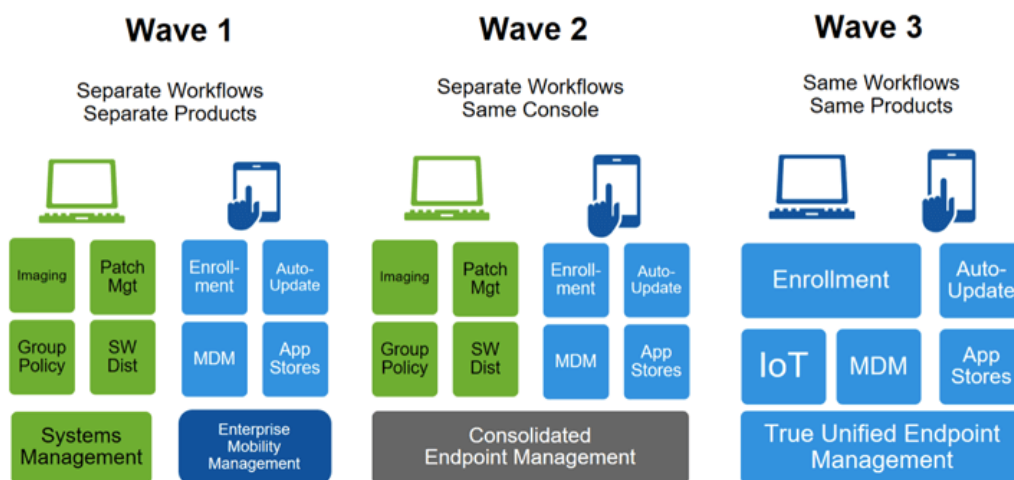 Wave 1
Separate Workflows
Separate Products
Imaging
Patch
Mgt
Enroll-
ment
Auto-
Update
Group
Policy
SW
Dist
MDM
App
Stores
Systems
Management
Enterprise
Mobility
Management
Wave 2
Separate Workflows
Same Console
Imaging
Patch
Mgt
Enroll-
ment
Auto-
Update
Group
Policy
SW
Dist
MDM
App
Stores
Consolidated
Endpoint Management
Wave 3
Same Workflows
Same Products
Enrollment
Auto-
Update
IoT
MDM
App
Stores
True Unified Endpoint
Management